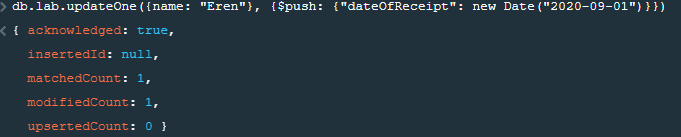 > db.lab.updateOne({name: "Eren"}, {$push: {"dateOfReceipt": new Date("2020-09-01")}})
< { acknowledged: true,
insertedId: null,
matchedCount: 1,
modifiedCount: 1,
upsertedCount: 0 }